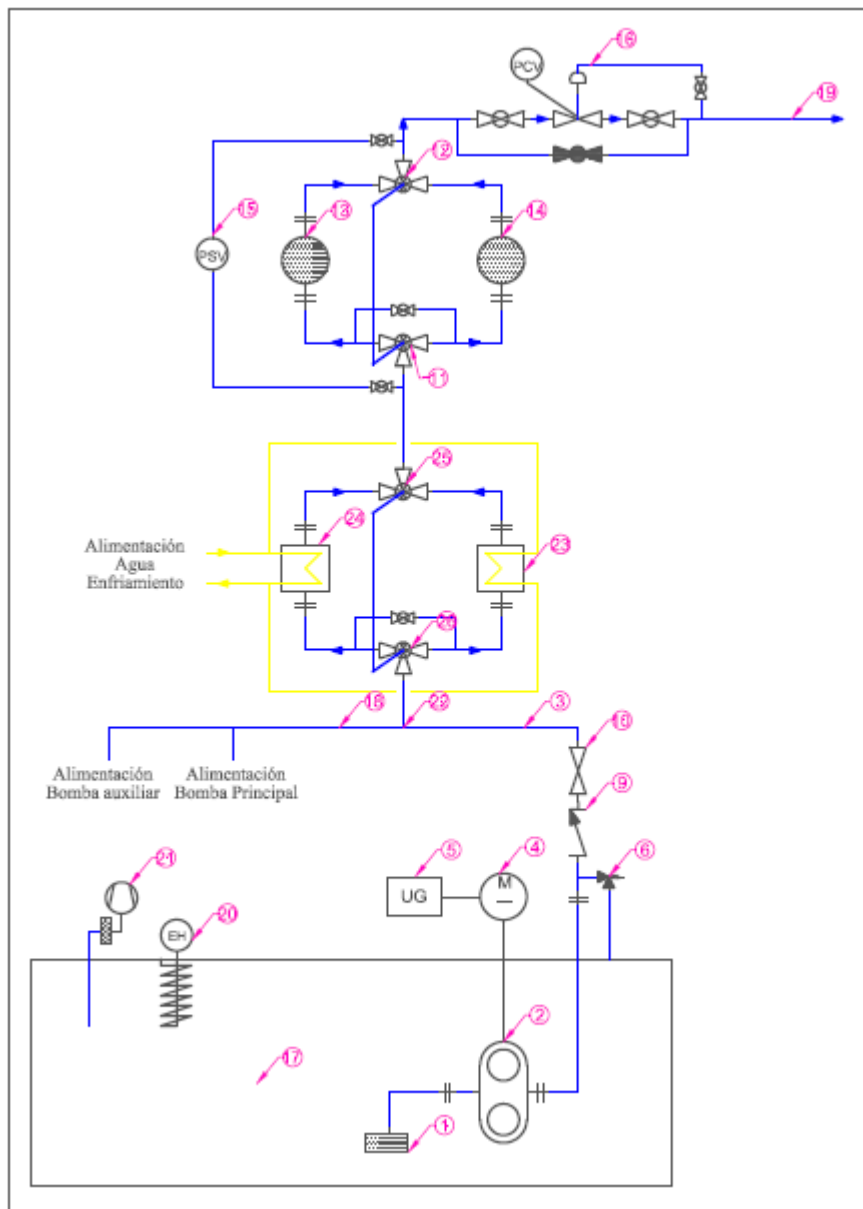 16
PCV
19
12
15
13
14
PSV
11
25
24
23
Alimentación
Agua
Enfriamiento
26
18
22
3
10
Alimentación
Bomba auxiliar
Alimentación
Bomba Principal
9
21
5
4
6
UG
M
20
EH
2
17
1